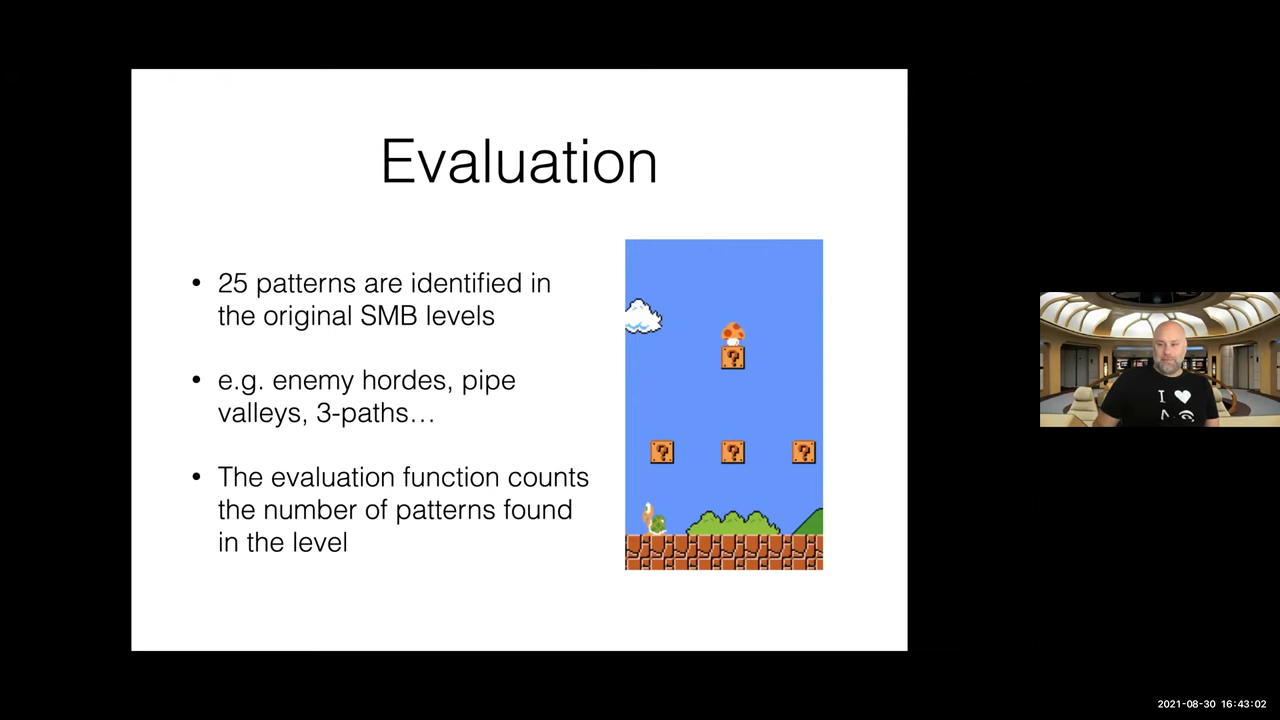 Evaluation
• 25 patterns are identified in
the original SMB levels
• e.g. enemy hordes, pipe
valleys, 3-paths…
• The evaluation function counts
the number of patterns found
in the level
?
? ? ?
I ♥
2021-08-30 16:43:02